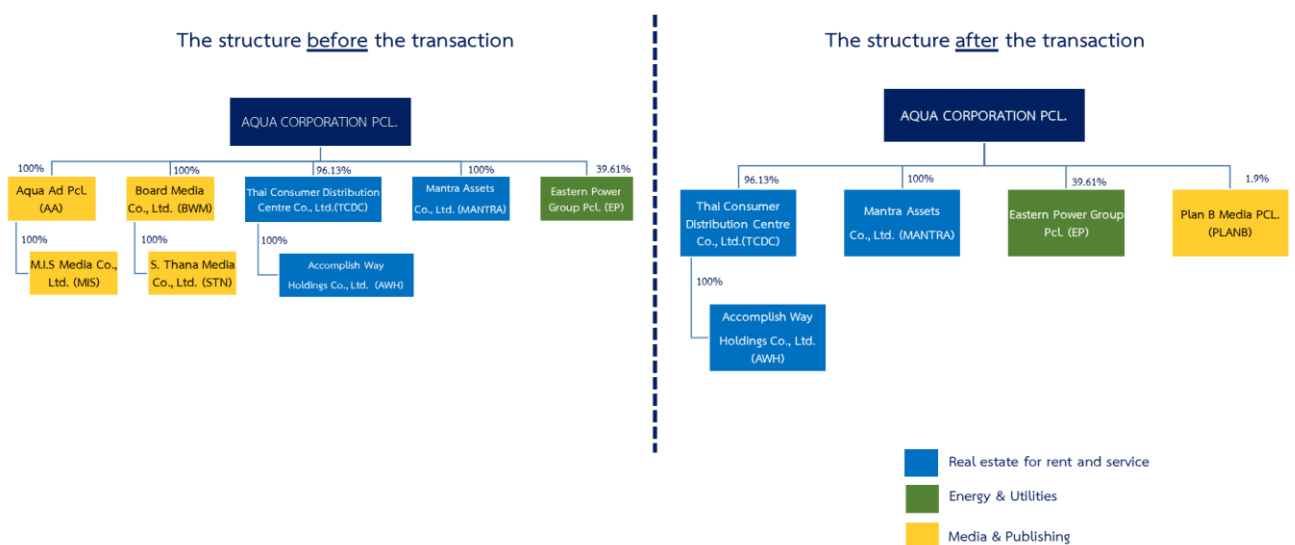 The structure before the transaction
AQUA CORPORATION PCL.
100%
100%
96.13%
100%
39.61%
Aqua Ad Pcl.
(AA)
Board Media
Co., Ltd. (BWM)
Thai Consumer Distribution
Centre Co., Ltd.(TCDC)
Mantra Assets
Co., Ltd. (MANTRA)
Eastern Power
Group Pcl. (EP)
100%
100%
100%
M.I.S Media Co.,
Ltd. (MIS)
S. Thana Media
Co., Ltd. (STN)
Accomplish Way
Holdings Co., Ltd. (AWH)
The structure after the transaction
AQUA CORPORATION PCL.
96.13%
100%
39.61%
1.9%
Thai Consumer
Distribution Centre
Co., Ltd.(TCDC)
Mantra Assets
Co., Ltd. (MANTRA)
Eastern Power Group
Pcl. (EP)
Plan B Media PCL.
(PLANB)
100%
Accomplish Way
Holdings Co., Ltd.
(AWH)
Real estate for rent and service
Energy & Utilities
Media & Publishing